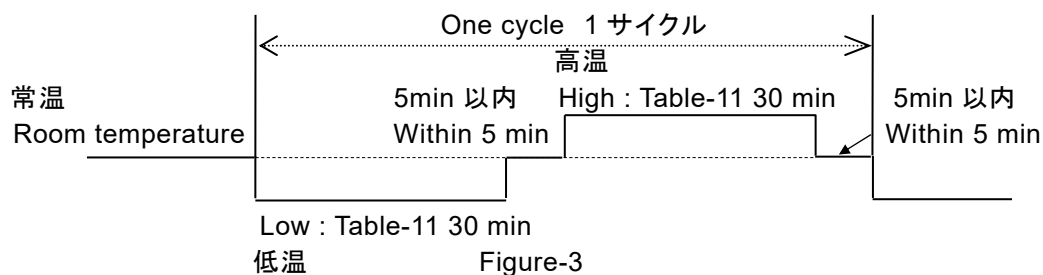 One cycle 1 サイクル
高温
常温
Room temperature
5min 以内
Within 5 min
High : Table-11 30 min
5min 以内
Within 5 min
Low : Table-11 30 min
低温
Figure-3